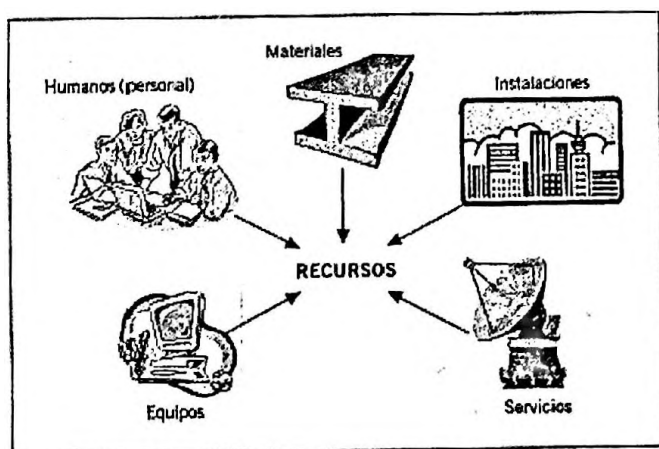 Materiales
Humanos (personal)
Instalaciones
RECURSOS
Equipos
Servicios